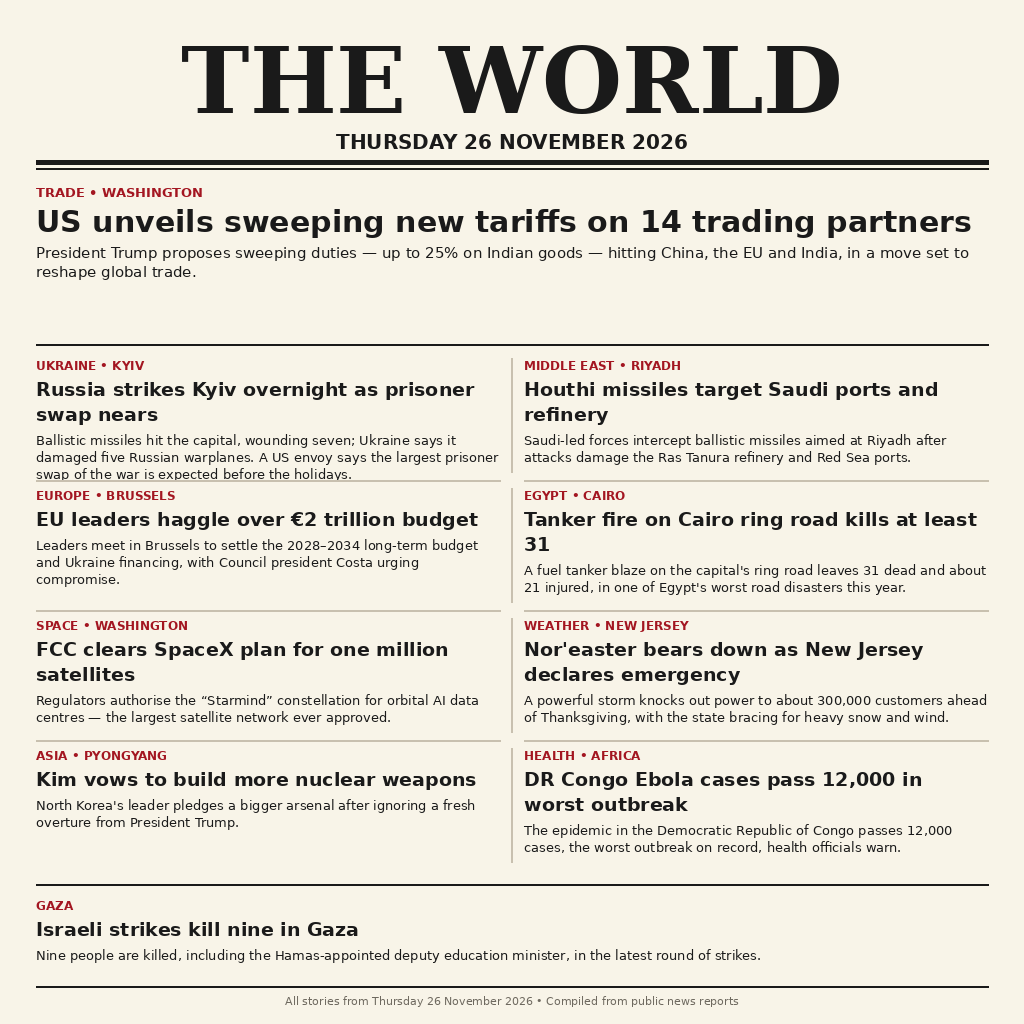 THE WORLD
THURSDAY 26 NOVEMBER 2026
TRADE • WASHINGTON
US unveils sweeping new tariffs on 14 trading partners
President Trump proposes sweeping duties — up to 25% on Indian goods — hitting China, the EU and India, in a move set to
reshape global trade.
UKRAINE • KYIV
Russia strikes Kyiv overnight as prisoner
swap nears
Ballistic missiles hit the capital, wounding seven; Ukraine says it
damaged five Russian warplanes. A US envoy says the largest prisoner
swap of the war is expected before the holidays.
MIDDLE EAST • RIYADH
Houthi missiles target Saudi ports and
refinery
Saudi-led forces intercept ballistic missiles aimed at Riyadh after
attacks damage the Ras Tanura refinery and Red Sea ports.
EUROPE • BRUSSELS
EU leaders haggle over €2 trillion budget
Leaders meet in Brussels to settle the 2028–2034 long-term budget
and Ukraine financing, with Council president Costa urging
compromise.
EGYPT • CAIRO
Tanker fire on Cairo ring road kills at least
31
A fuel tanker blaze on the capital's ring road leaves 31 dead and about
21 injured, in one of Egypt's worst road disasters this year.
SPACE • WASHINGTON
FCC clears SpaceX plan for one million
satellites
Regulators authorise the “Starmind” constellation for orbital AI data
centres — the largest satellite network ever approved.
WEATHER • NEW JERSEY
Nor'easter bears down as New Jersey
declares emergency
A powerful storm knocks out power to about 300,000 customers ahead
of Thanksgiving, with the state bracing for heavy snow and wind.
ASIA • PYONGYANG
Kim vows to build more nuclear weapons
North Korea's leader pledges a bigger arsenal after ignoring a fresh
overture from President Trump.
HEALTH • AFRICA
DR Congo Ebola cases pass 12,000 in
worst outbreak
The epidemic in the Democratic Republic of Congo passes 12,000
cases, the worst outbreak on record, health officials warn.
GAZA
Israeli strikes kill nine in Gaza
Nine people are killed, including the Hamas-appointed deputy education minister, in the latest round of strikes.
All stories from Thursday 26 November 2026 • Compiled from public news reports